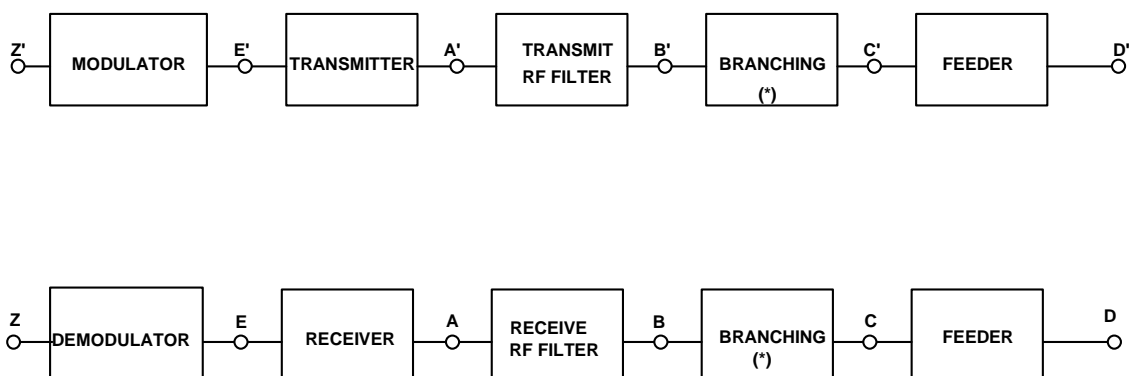 Z' E' A' B' C' D'
MODULATOR TRANSMITTER TRANSMIT BRANCHING FEEDER
RF FILTER
(*)
Z E A B C D
DEMODULATOR RECEIVER RECEIVE BRANCHING FEEDER
RF FILTER
(*)